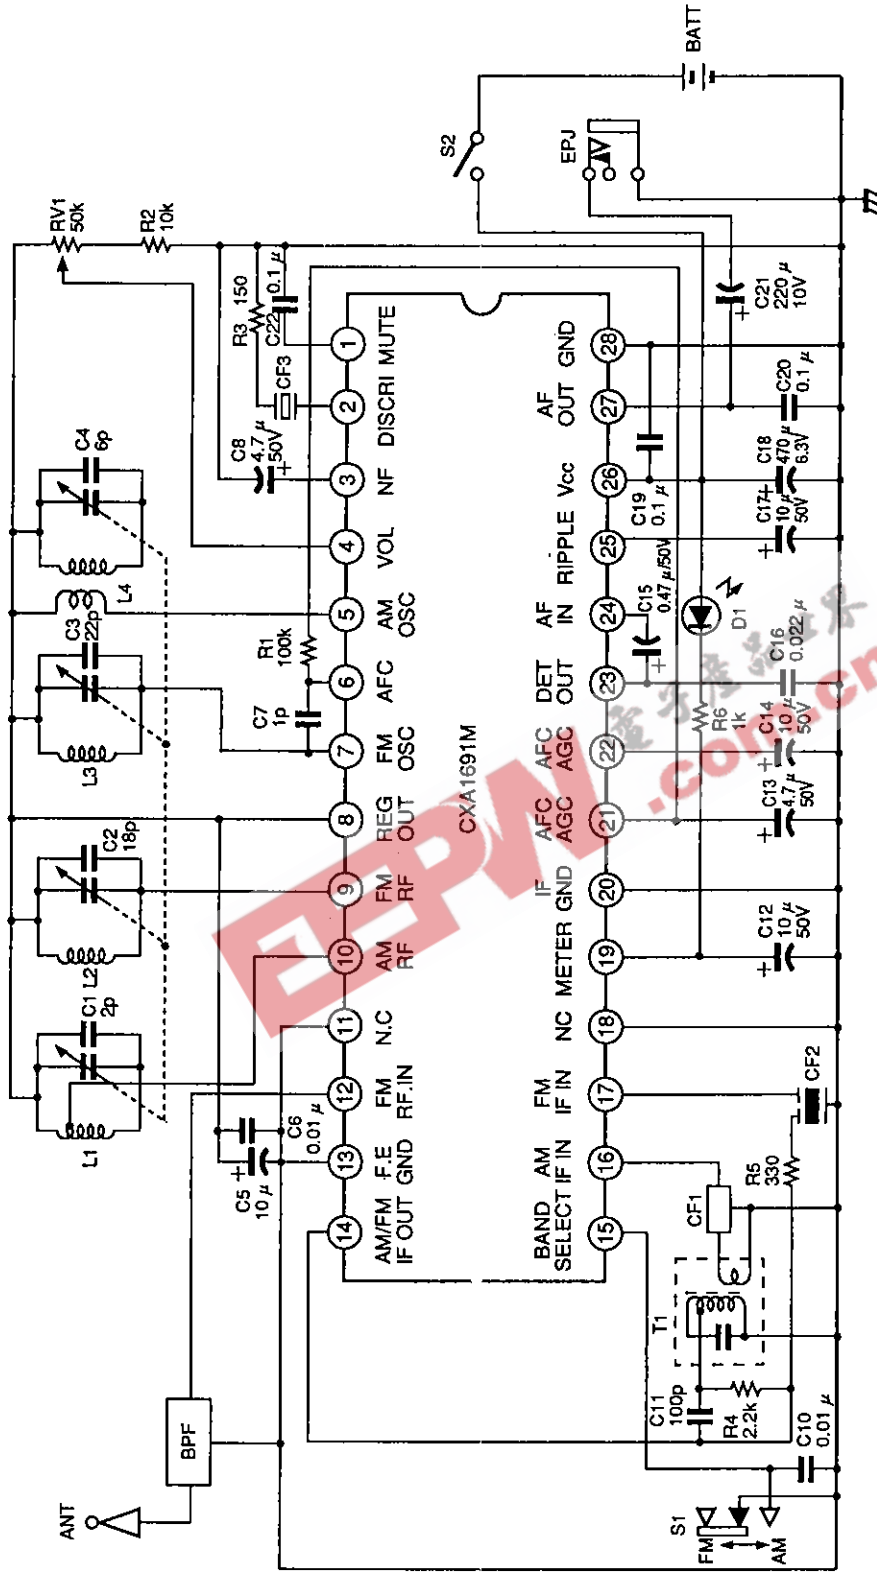 ANT
BPF
L1
C1
2p
L2
C2
18p
L3
C3
22p
L4
C4
6p
RV1
50k
R2
10k
C5
10 μ
C6
0.01 μ
C7
1p
R1
100k
C8
4.7 μ
50V
CF3
R3
150
C22
0.1 μ
14
13
12
11
10
9
8
7
6
5
4
3
2
1
AM/FM
IF OUT
F.E
GND
FM
RF.IN
N.C
AM
RF
FM
RF
REG
OUT
FM
OSC
AFC
AM
OSC
VOL
NF
DISCRI
MUTE
CXA1691M
BAND
SELECT
AM
IF IN
FM
IF IN
NC
METER
IF
GND
AFC
AGC
AFC
AGC
DET
OUT
AF
IN
RIPPLE
Vcc
AF
OUT
GND
15
16
17
18
19
20
21
22
23
24
25
26
27
28
S1
FM
AM
C10
0.01 μ
C11
100p
R4
2.2k
T1
CF1
R5
330
CF2
C12
10 μ
50V
C13
4.7 μ
50V
C14
10 μ
50V
R6
1k
C16
0.022 μ
D1
C15
0.47 μ/50V
C17
10 μ
50V
C18
470 μ
6.3V
C19
0.1 μ
C20
0.1 μ
C21
220 μ
10V
S2
EPJ
BATT
EEPW
.com.cn
電子產品世界